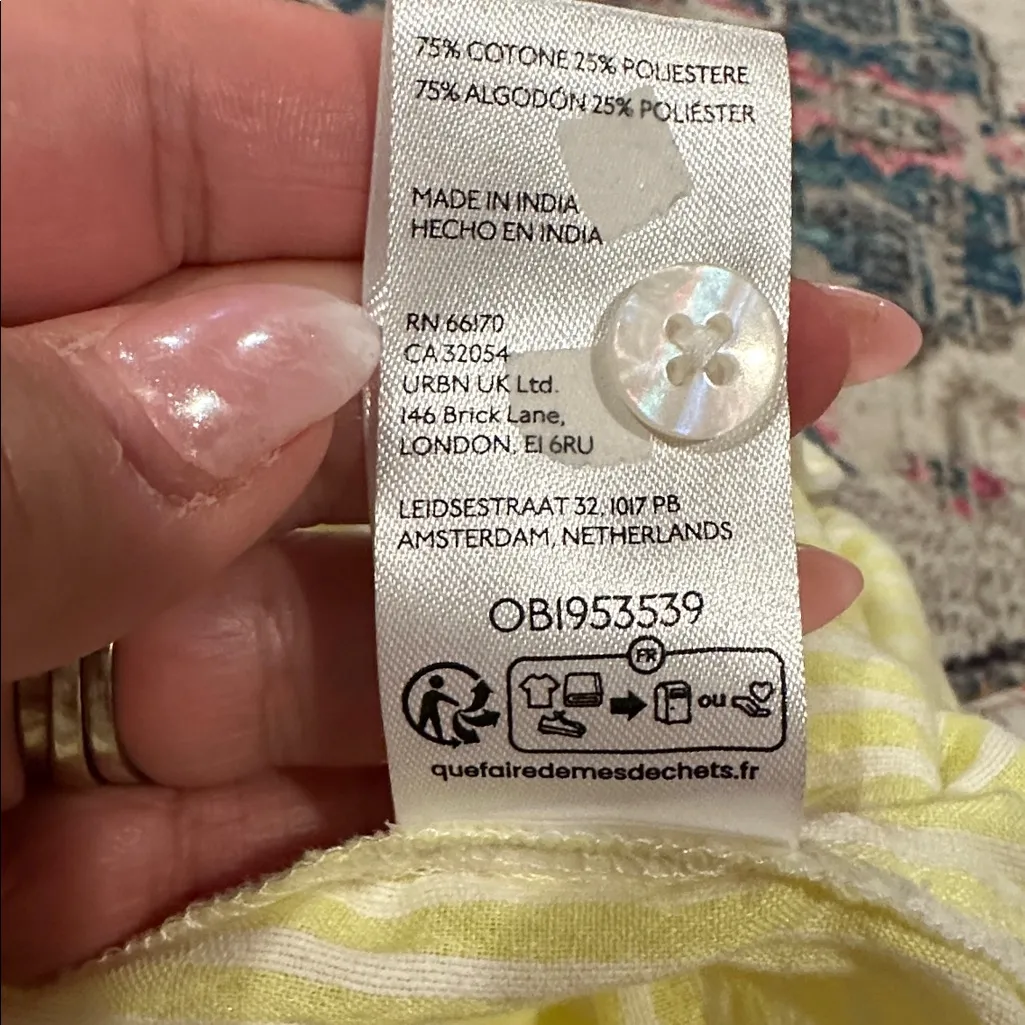 75% COTONE 25% POLIESTERE
75% ALGODÓN 25% POLIÉSTER
MADE IN INDIA
HECHO EN INDIA
RN 66170
CA 32054
URBN UK Ltd.
146 Brick Lane,
LONDON, E1 6RU
LEIDSESTRAAT 32, 1017 PB
AMSTERDAM, NETHERLANDS
OB1953539
FR
ou
quefairedemesdechets.fr